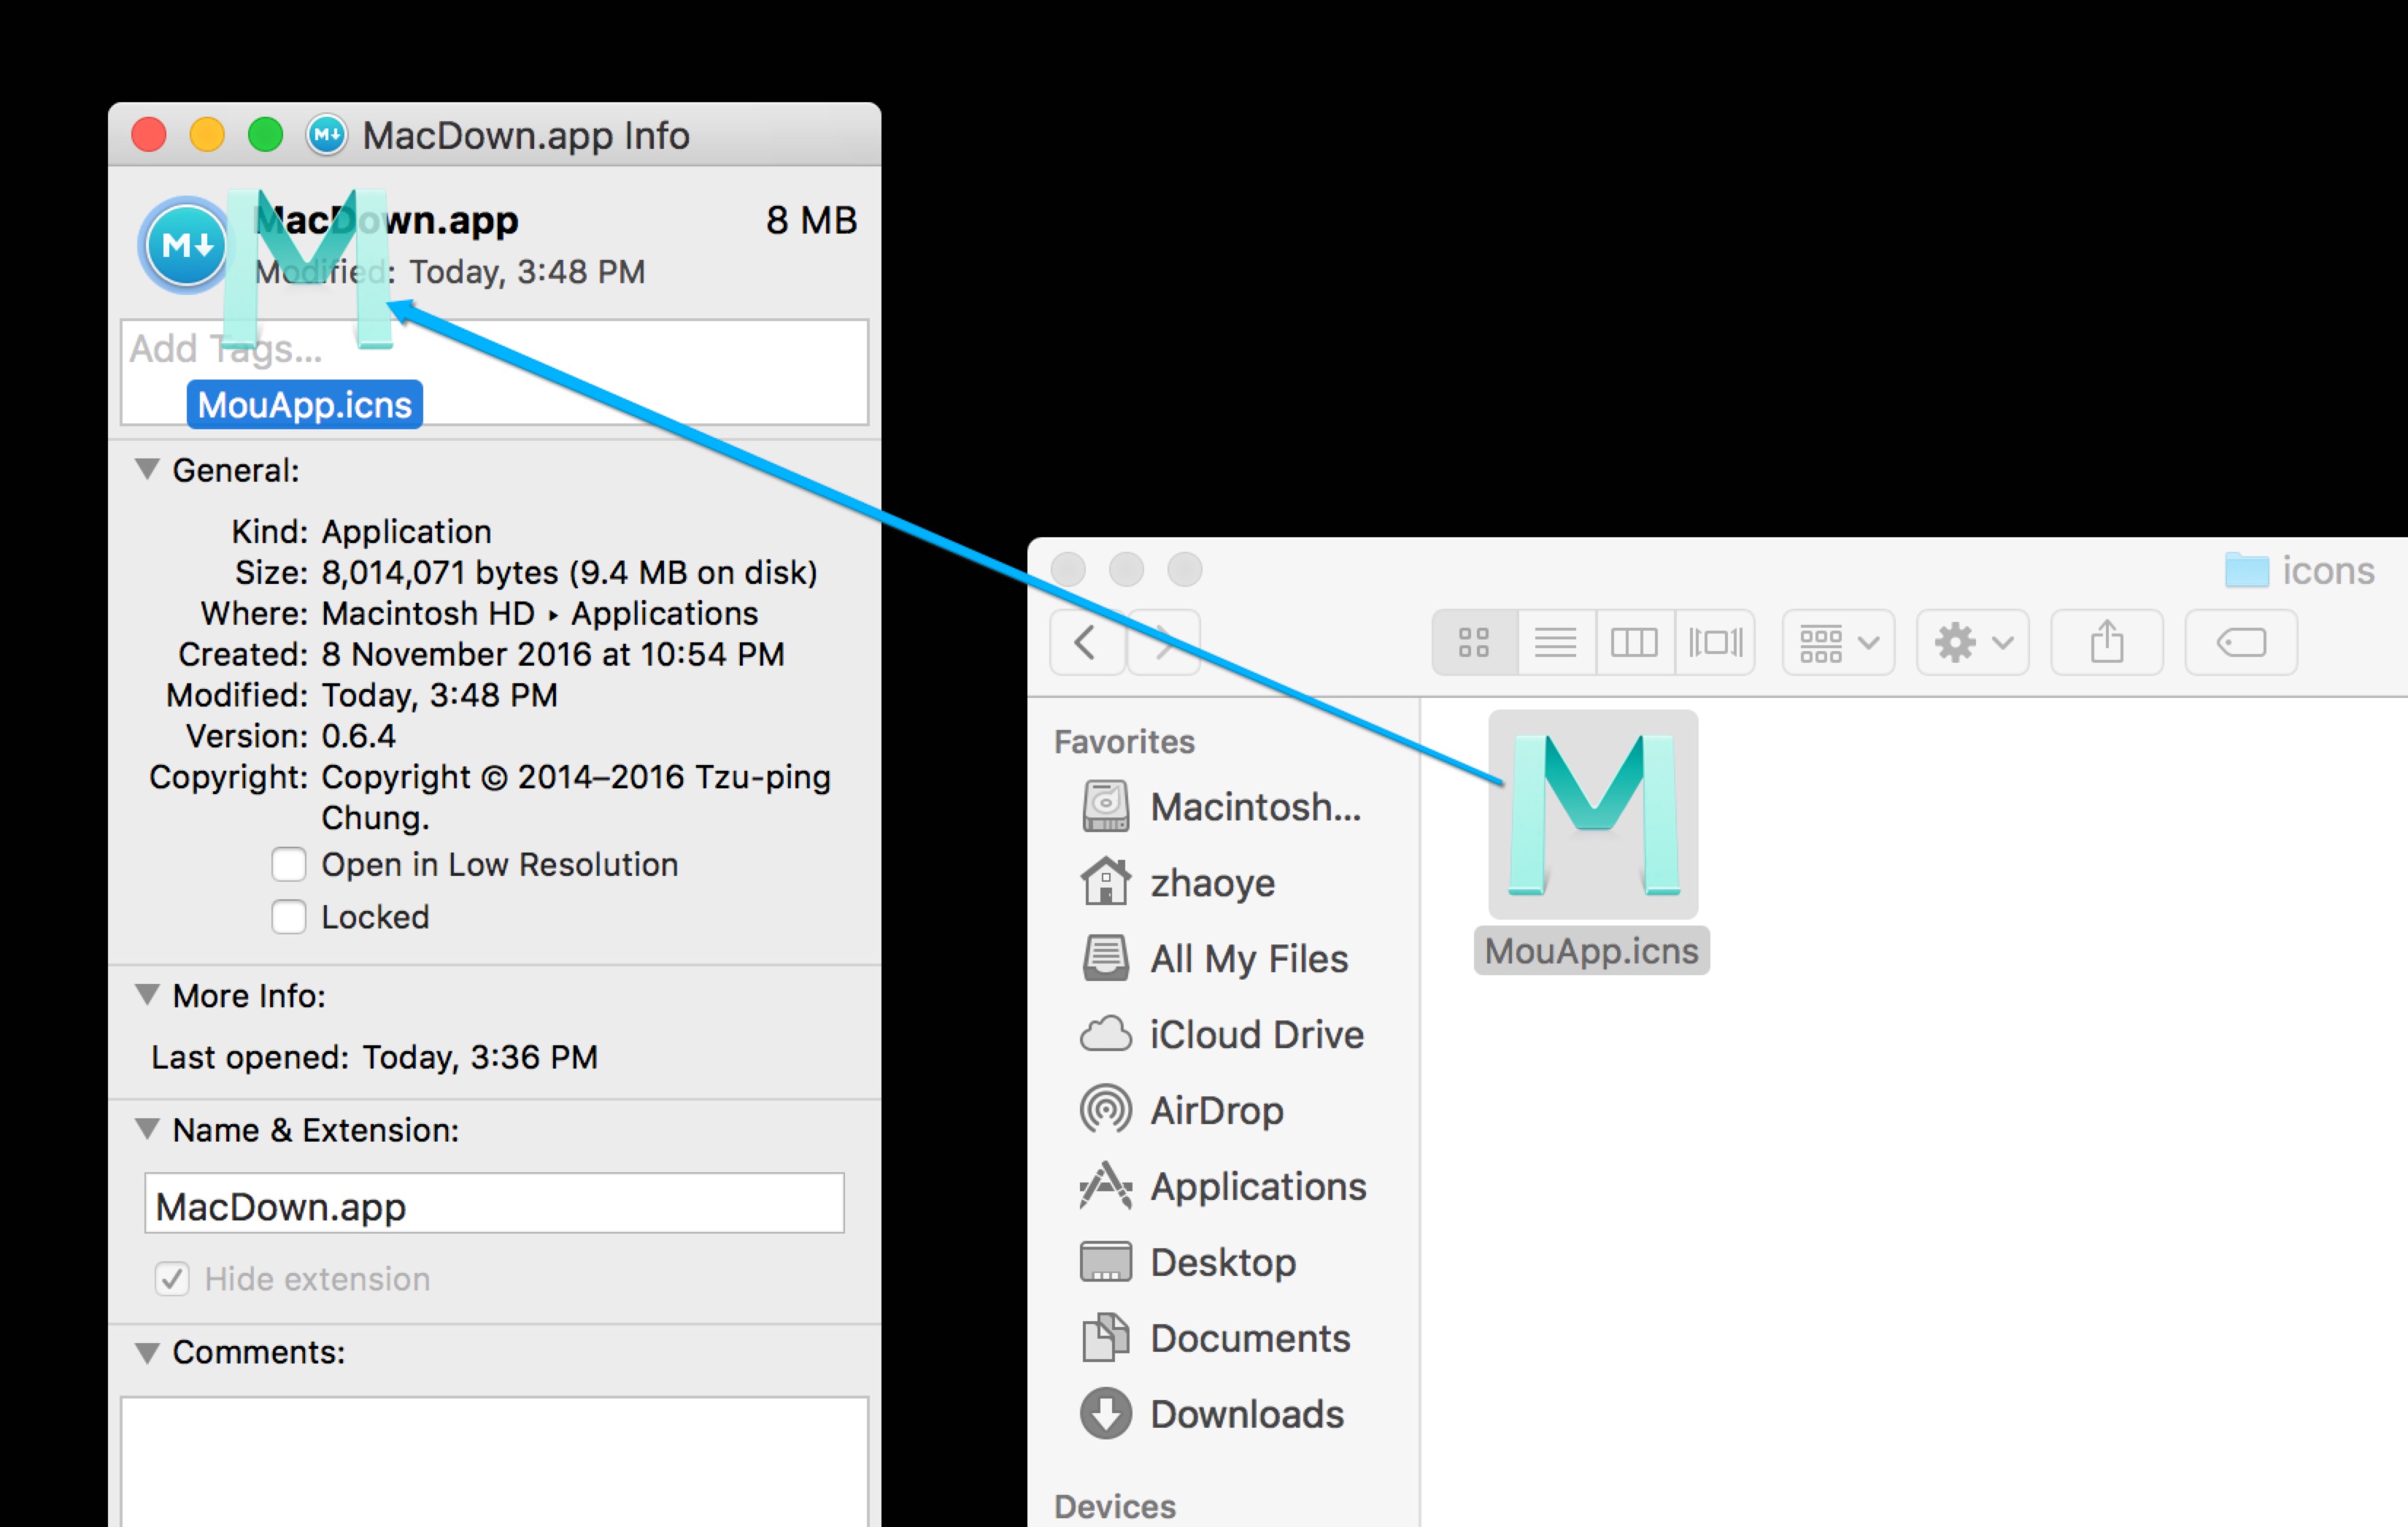 M↓ MacDown.app Info
M↓ MacDown.app 8 MB
Modified: Today, 3:48 PM
Add Tags...
MouApp.icns
General:
Kind: Application
Size: 8,014,071 bytes (9.4 MB on disk)
Where: Macintosh HD ▸ Applications
Created: 8 November 2016 at 10:54 PM
Modified: Today, 3:48 PM
Version: 0.6.4
Copyright: Copyright © 2014–2016 Tzu-ping
Chung.
Open in Low Resolution
Locked
More Info:
Last opened: Today, 3:36 PM
Name & Extension:
MacDown.app
Hide extension
Comments:
icons
Favorites
Macintosh...
zhaoye
All My Files
iCloud Drive
AirDrop
Applications
Desktop
Documents
Downloads
Devices
MouApp.icns